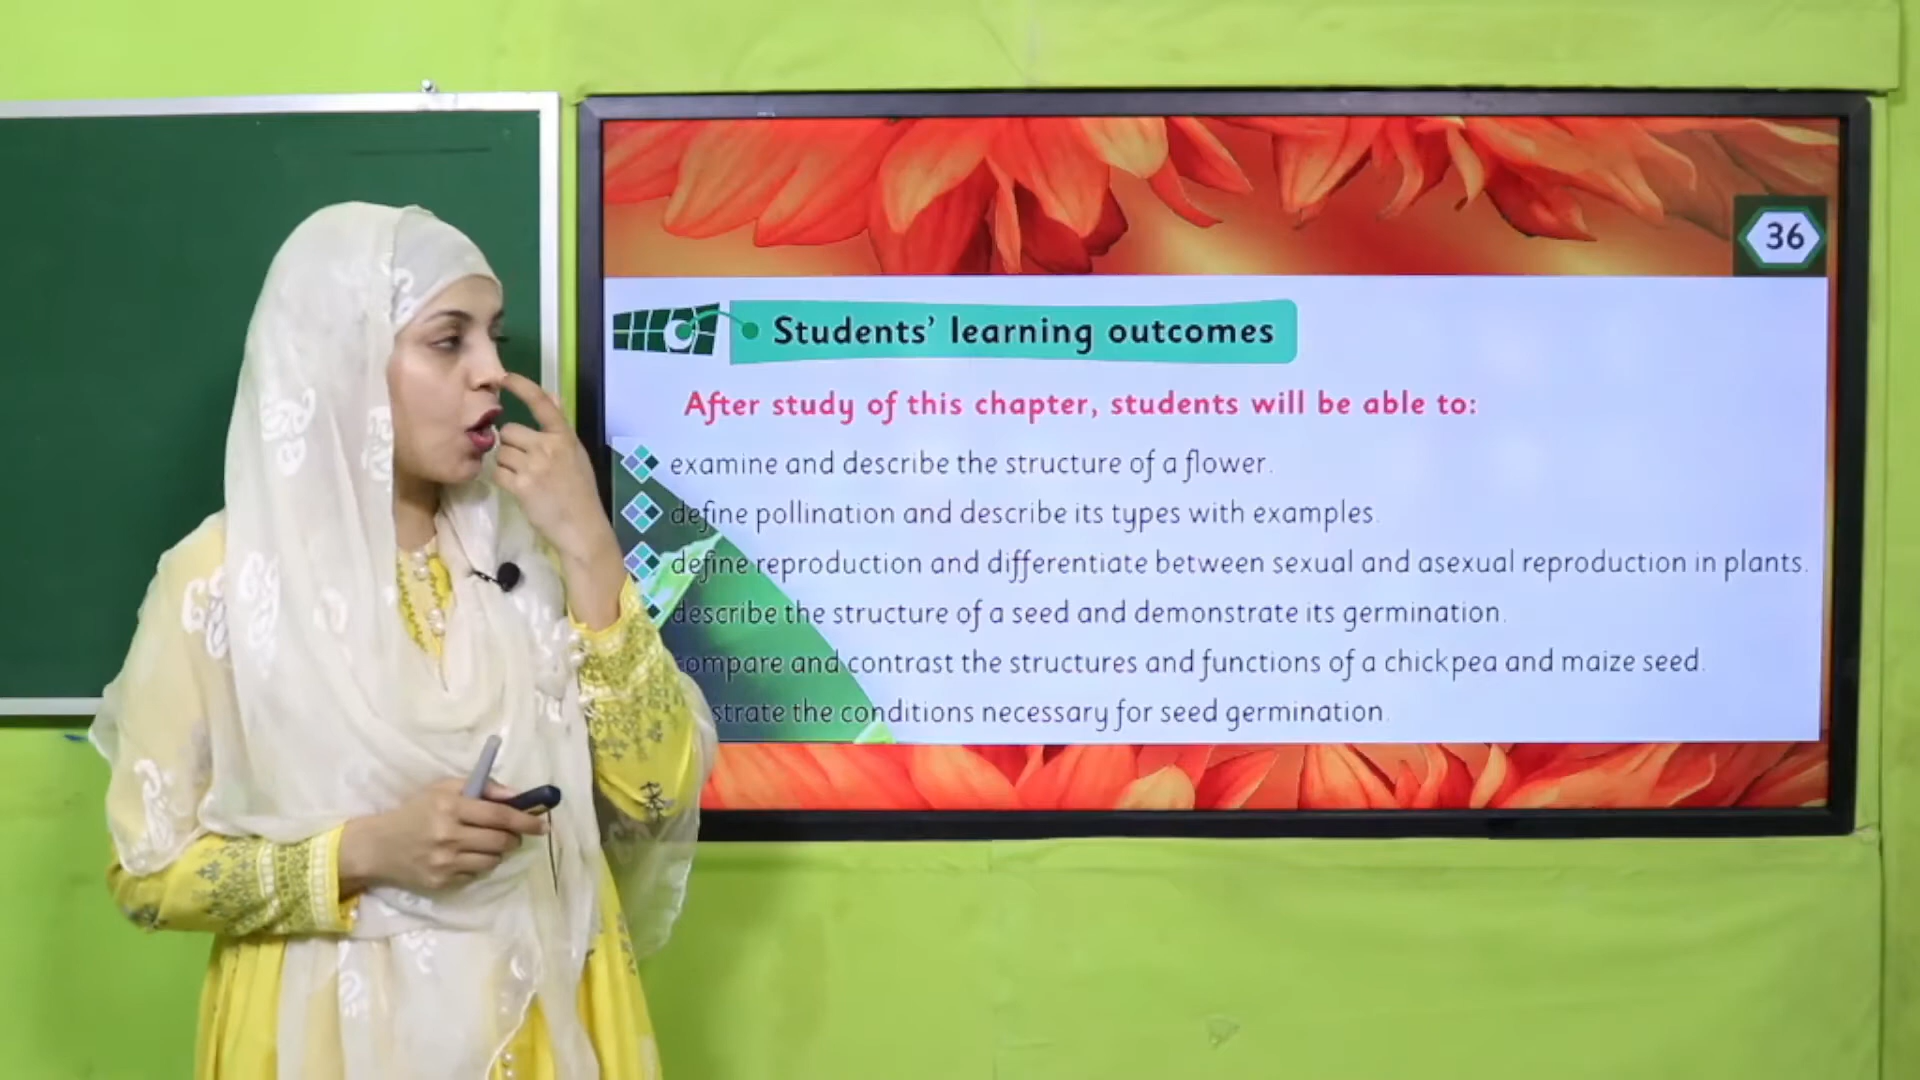 36
Students' learning outcomes
After study of this chapter, students will be able to:
examine and describe the structure of a flower.
define pollination and describe its types with examples.
define reproduction and differentiate between sexual and asexual reproduction in plants.
describe the structure of a seed and demonstrate its germination.
compare and contrast the structures and functions of a chickpea and maize seed.
the conditions necessary for seed germination.